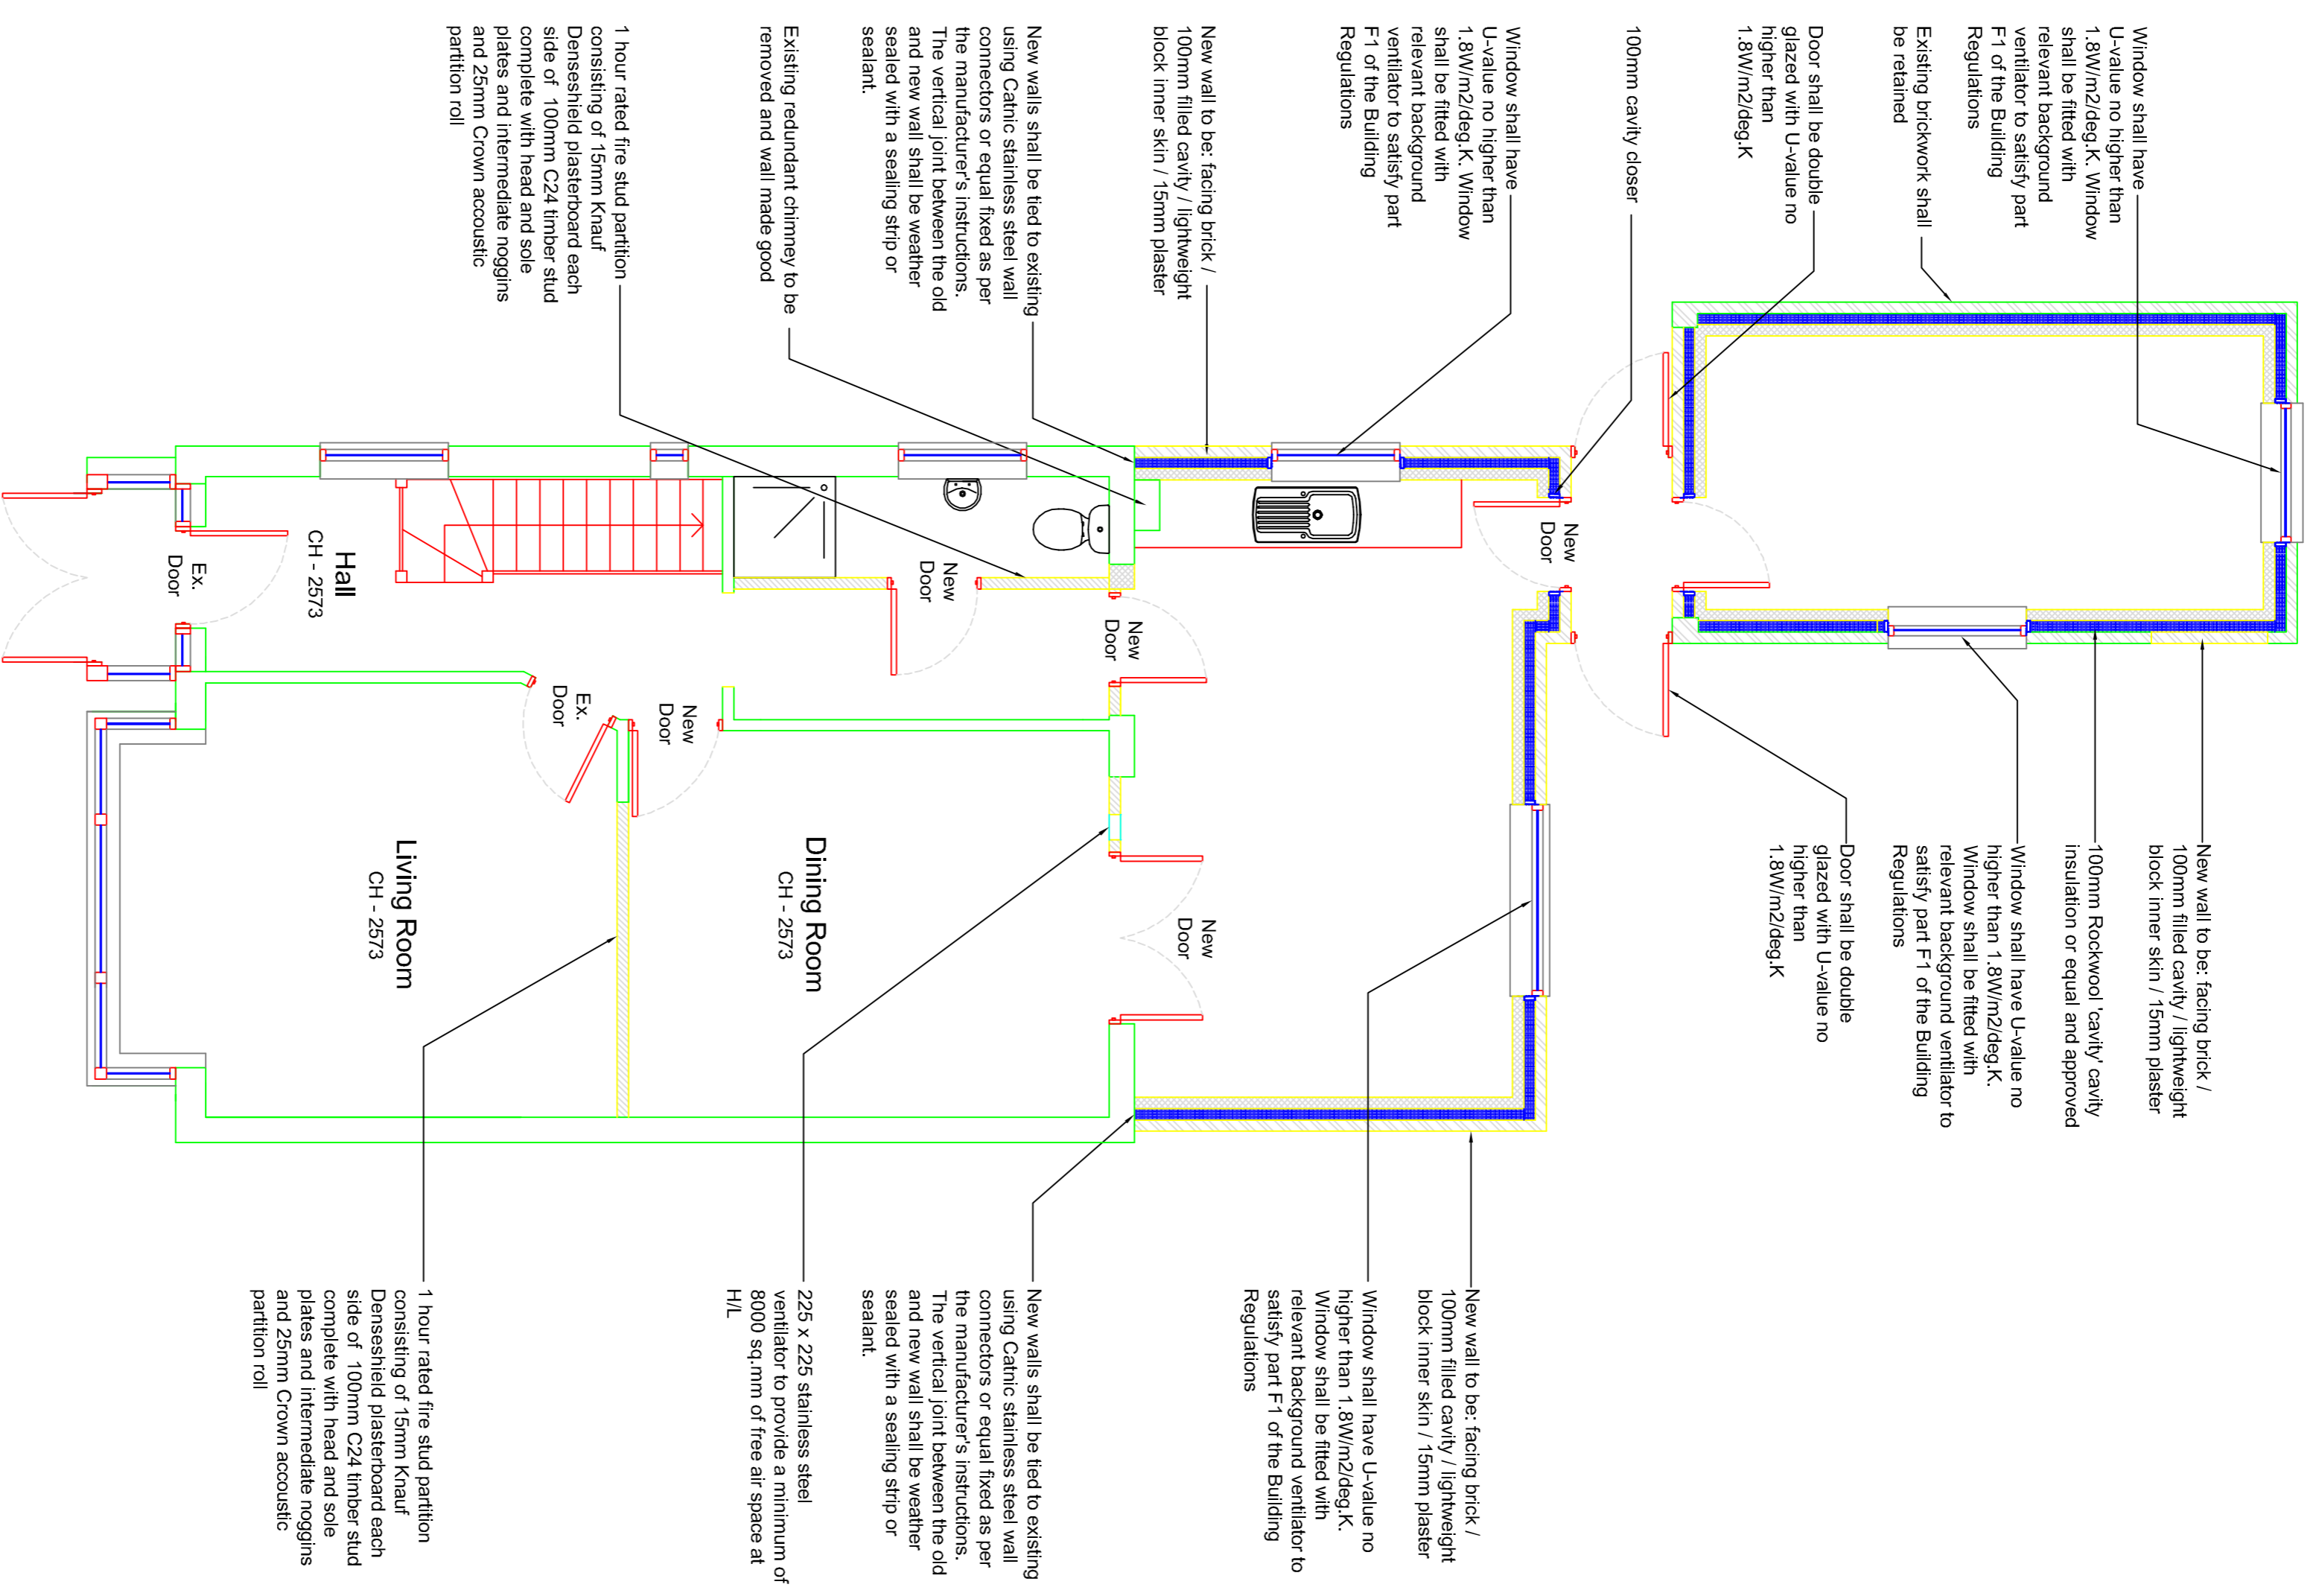 Window shall have
U-value no higher than
1.8W/m2/deg.K. Window
shall be fitted with
relevant background
ventilator to satisfy part
F1 of the Building
Regulations
Existing brickwork shall
be retained
Door shall be double
glazed with U-value no
higher than
1.8W/m2/deg.K
100mm cavity closer
Window shall have
U-value no higher than
1.8W/m2/deg.K. Window
shall be fitted with
relevant background
ventilator to satisfy part
F1 of the Building
Regulations
New wall to be: facing brick /
100mm filled cavity / lightweight
block inner skin / 15mm plaster
New walls shall be tied to existing
using Catnic stainless steel wall
connectors or equal fixed as per
the manufacturer's instructions.
The vertical joint between the old
and new wall shall be weather
sealed with a sealing strip or
sealant.
Existing redundant chimney to be
removed and wall made good
1 hour rated fire stud partition
consisting of 15mm Knauf
Denseshield plasterboard each
side of 100mm C24 timber stud
complete with head and sole
plates and intermediate noggins
and 25mm Crown accoustic
partition roll
New
Door
New
Door
New
Door
Hall
CH - 2573
Ex.
Door
Ex.
Door
New
Door
New
Door
Dining Room
CH - 2573
Living Room
CH - 2573
New wall to be: facing brick /
100mm filled cavity / lightweight
block inner skin / 15mm plaster
100mm Rockwool 'cavity' cavity
insulation or equal and approved
Window shall have U-value no
higher than 1.8W/m2/deg.K.
Window shall be fitted with
relevant background ventilator to
satisfy part F1 of the Building
Regulations
Door shall be double
glazed with U-value no
higher than
1.8W/m2/deg.K
New wall to be: facing brick /
100mm filled cavity / lightweight
block inner skin / 15mm plaster
Window shall have U-value no
higher than 1.8W/m2/deg.K.
Window shall be fitted with
relevant background ventilator to
satisfy part F1 of the Building
Regulations
New walls shall be tied to existing
using Catnic stainless steel wall
connectors or equal fixed as per
the manufacturer's instructions.
The vertical joint between the old
and new wall shall be weather
sealed with a sealing strip or
sealant.
225 x 225 stainless steel
ventilator to provide a minimum of
8000 sq.mm of free air space at
H/L
1 hour rated fire stud partition
consisting of 15mm Knauf
Denseshield plasterboard each
side of 100mm C24 timber stud
complete with head and sole
plates and intermediate noggins
and 25mm Crown accoustic
partition roll